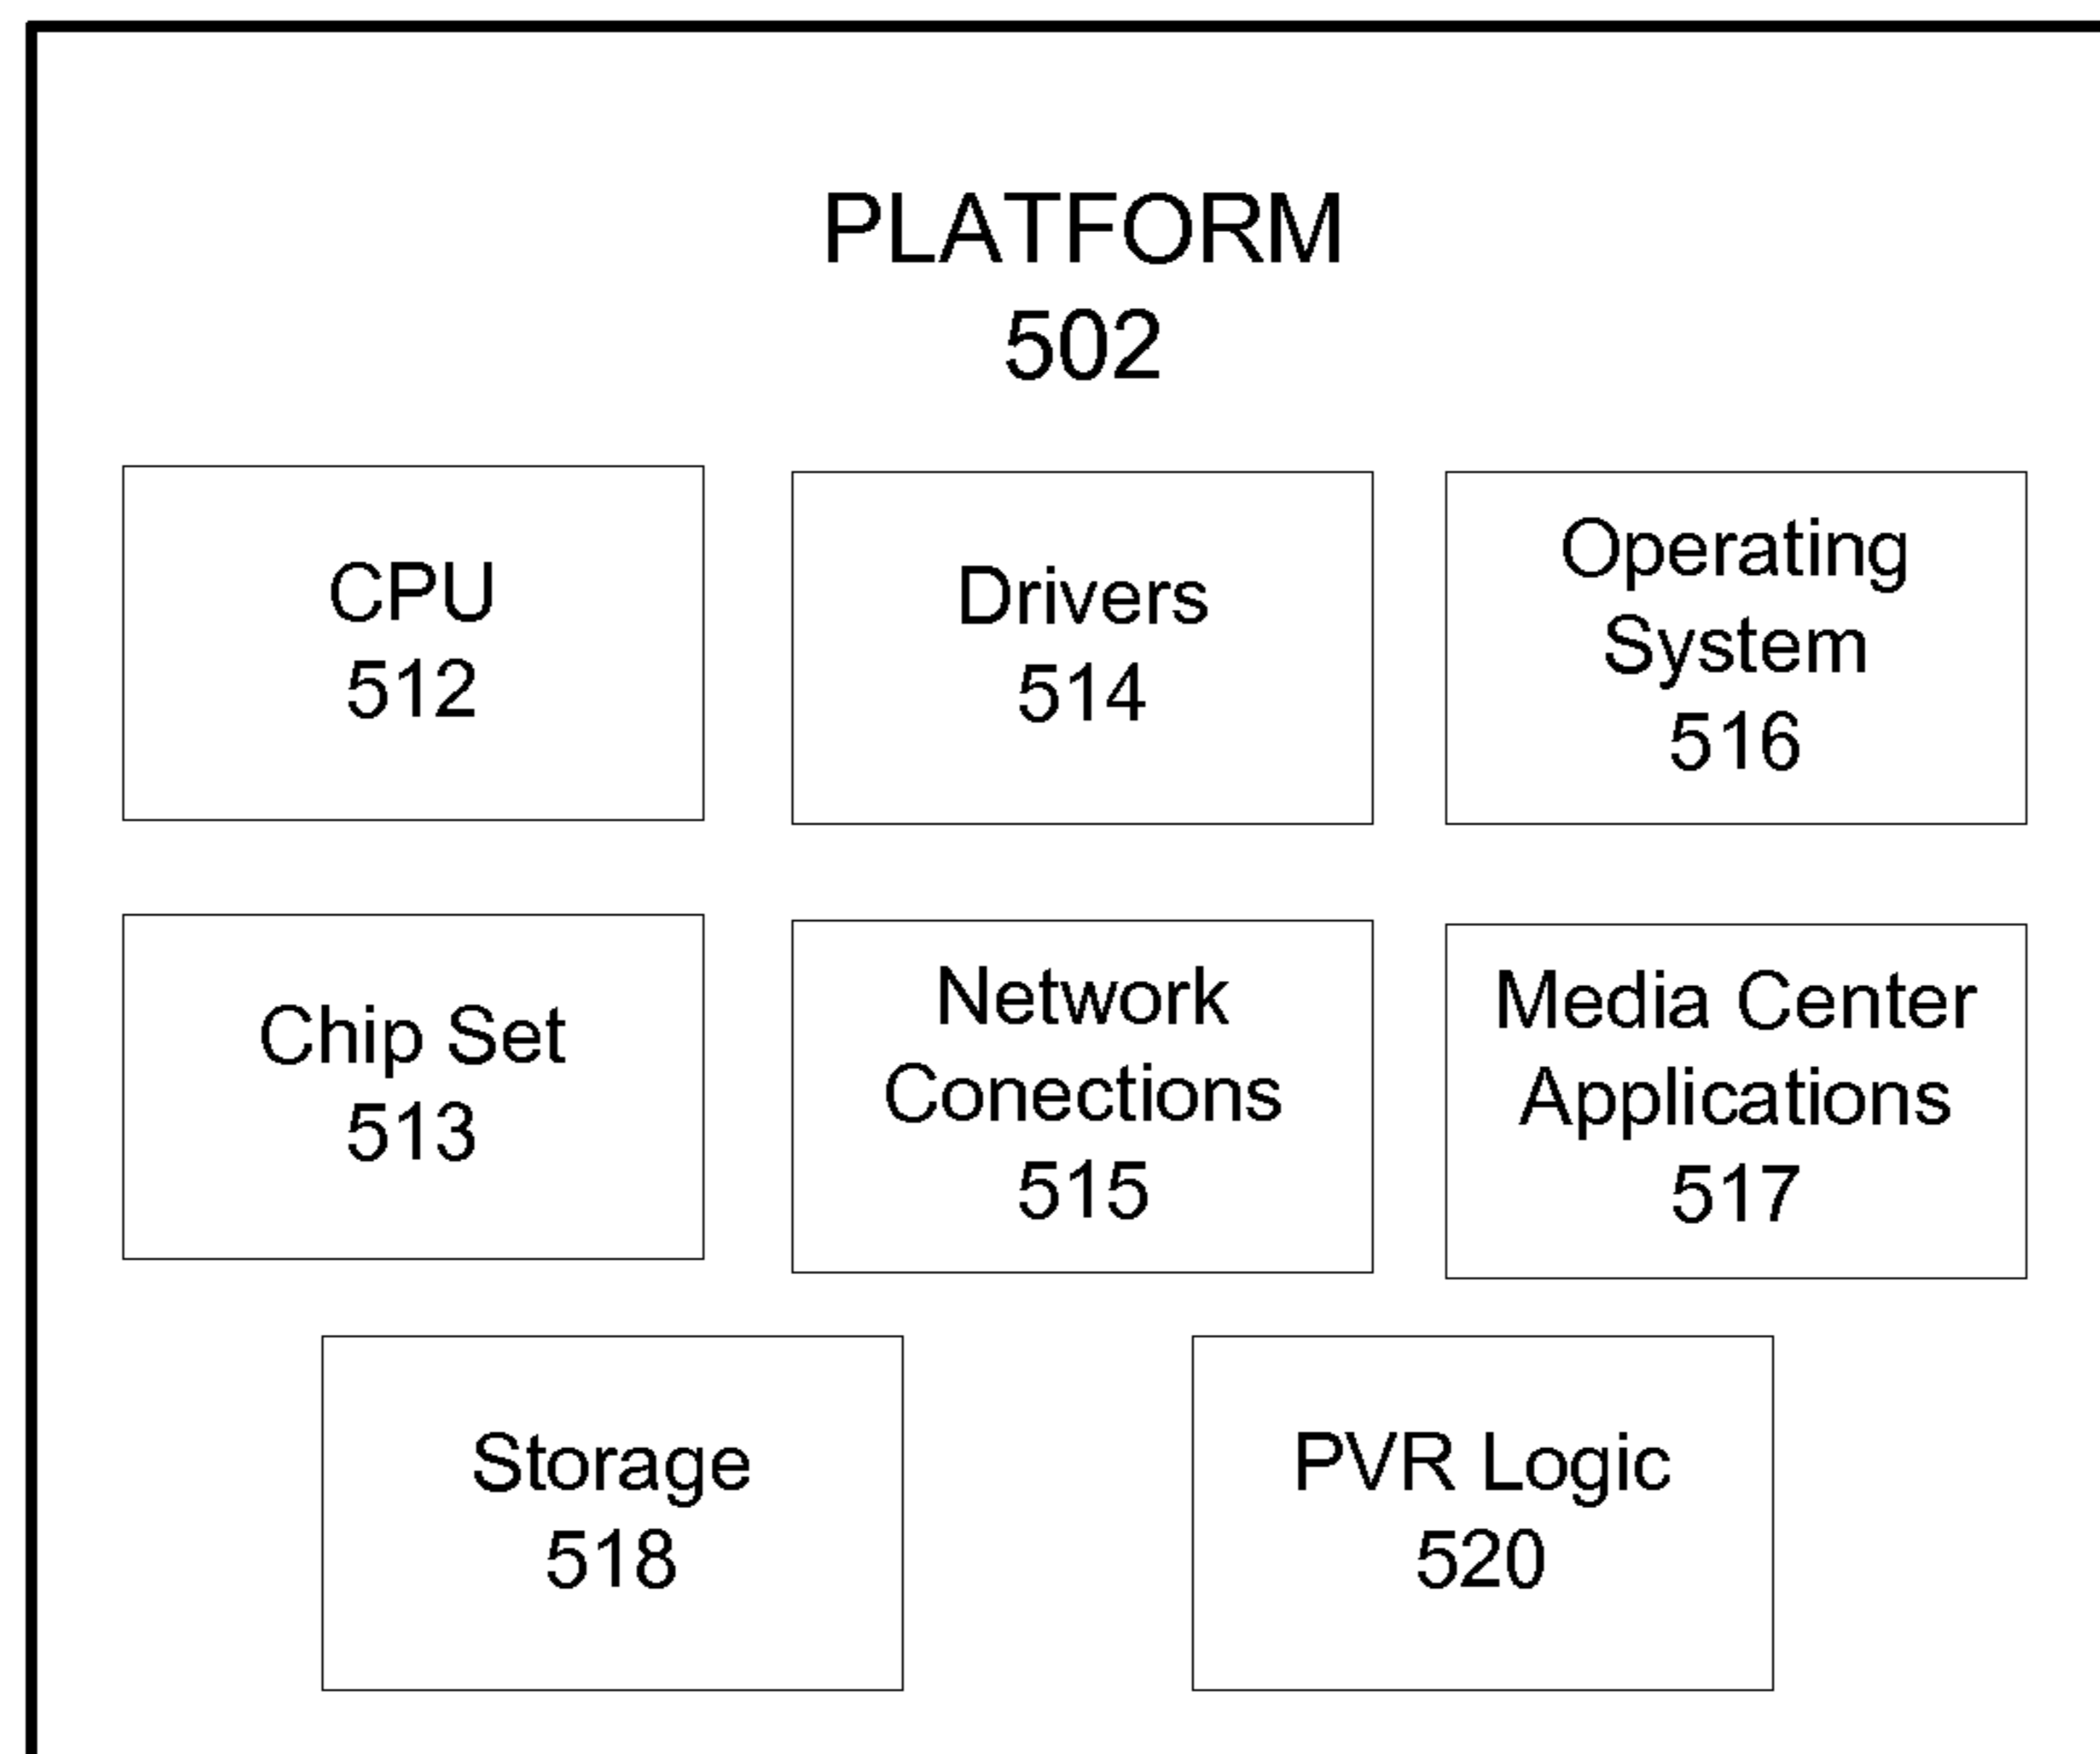 PLATFORM
502
CPU
512
Drivers
514
Operating
System
516
Chip Set
513
Network
Conections
515
Media Center
Applications
517
Storage
518
PVR Logic
520